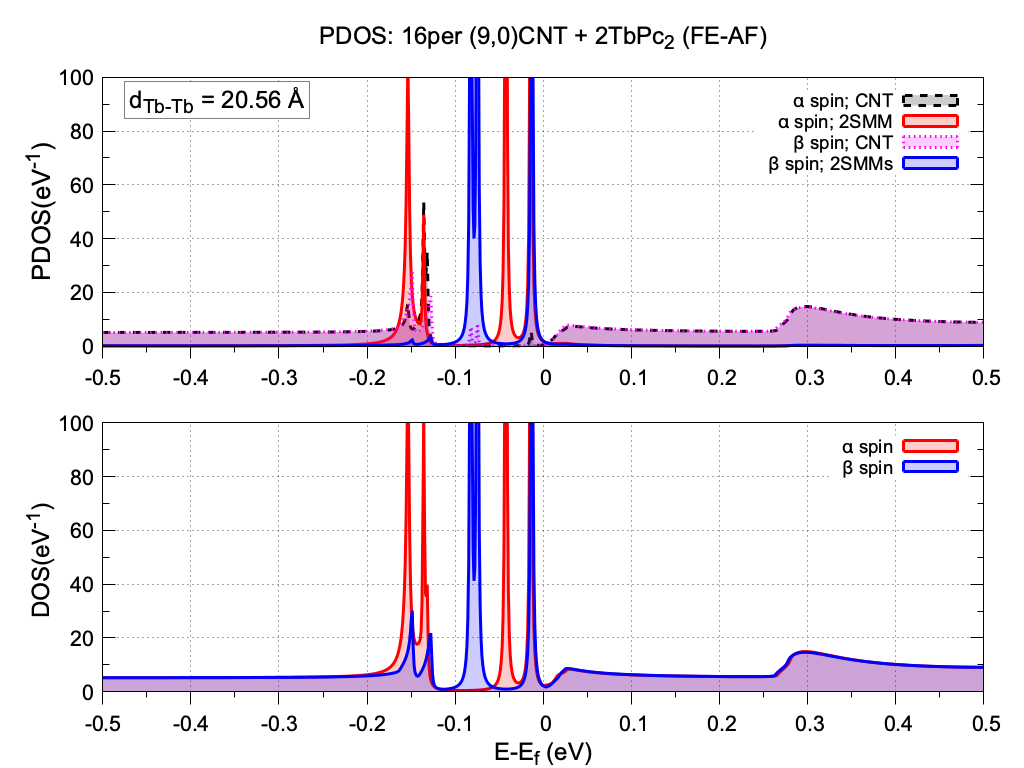 PDOS: 16per (9,0)CNT + 2TbPc2 (FE-AF)
PDOS(eV-1)
100
80
60
40
20
0
dTb-Tb = 20.56 Å
α spin; CNT
α spin; 2SMM
β spin; CNT
β spin; 2SMMs
-0.5 -0.4 -0.3 -0.2 -0.1 0 0.1 0.2 0.3 0.4 0.5
DOS(eV-1)
100
80
60
40
20
0
α spin
β spin
-0.5 -0.4 -0.3 -0.2 -0.1 0 0.1 0.2 0.3 0.4 0.5
E-Ef (eV)